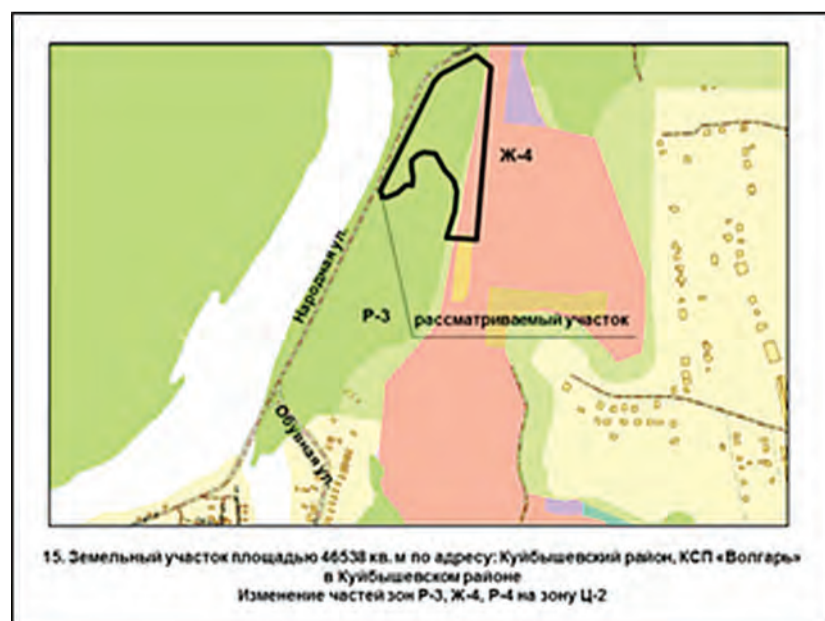 Ж-4
Народная ул.
Р-3
рассматриваемый участок
Обувная ул.
15. Земельный участок площадью 46538 кв. м по адресу: Куйбышевский район, КСП «Волгарь»
в Куйбышевском районе
Изменение частей зон Р-3, Ж-4, Р-4 на зону Ц-2